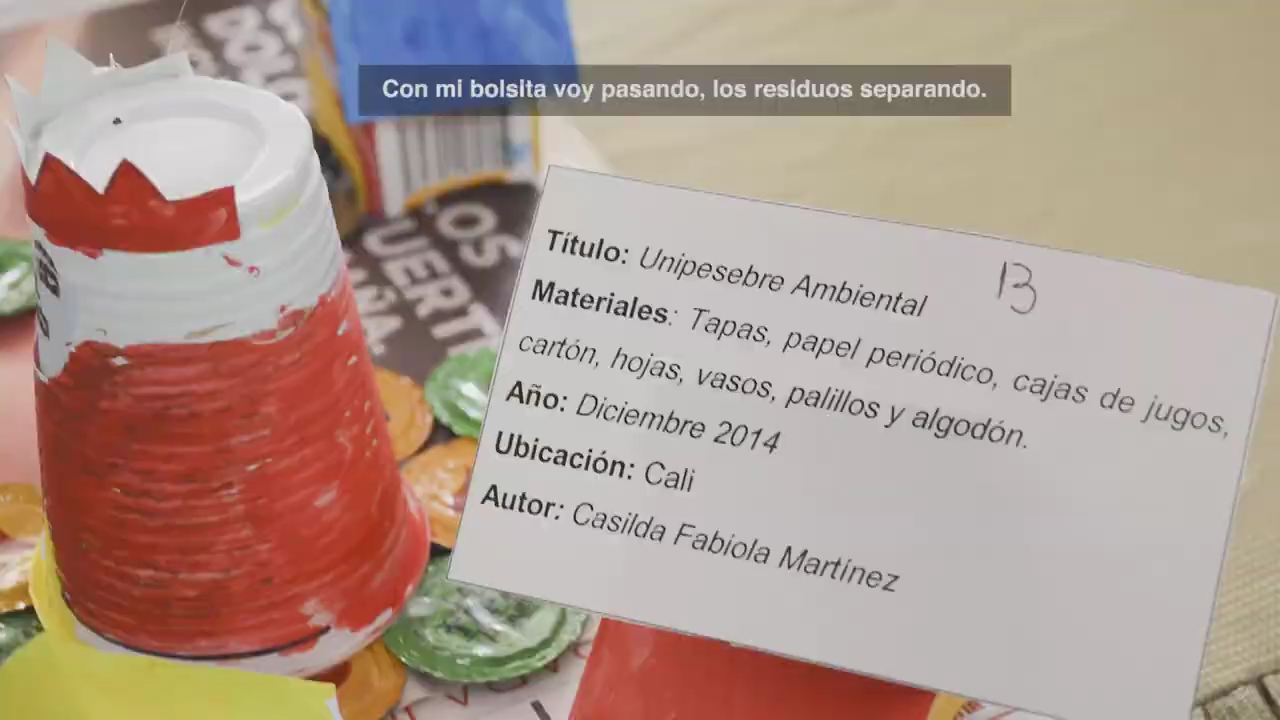 Con mi bolsita voy pasando, los residuos separando.
Título: Unipesebre Ambiental
13
Materiales: Tapas, papel periódico, cajas de jugos,
cartón, hojas, vasos, palillos y algodón.
Año: Diciembre 2014
Ubicación: Cali
Autor: Casilda Fabiola Martínez